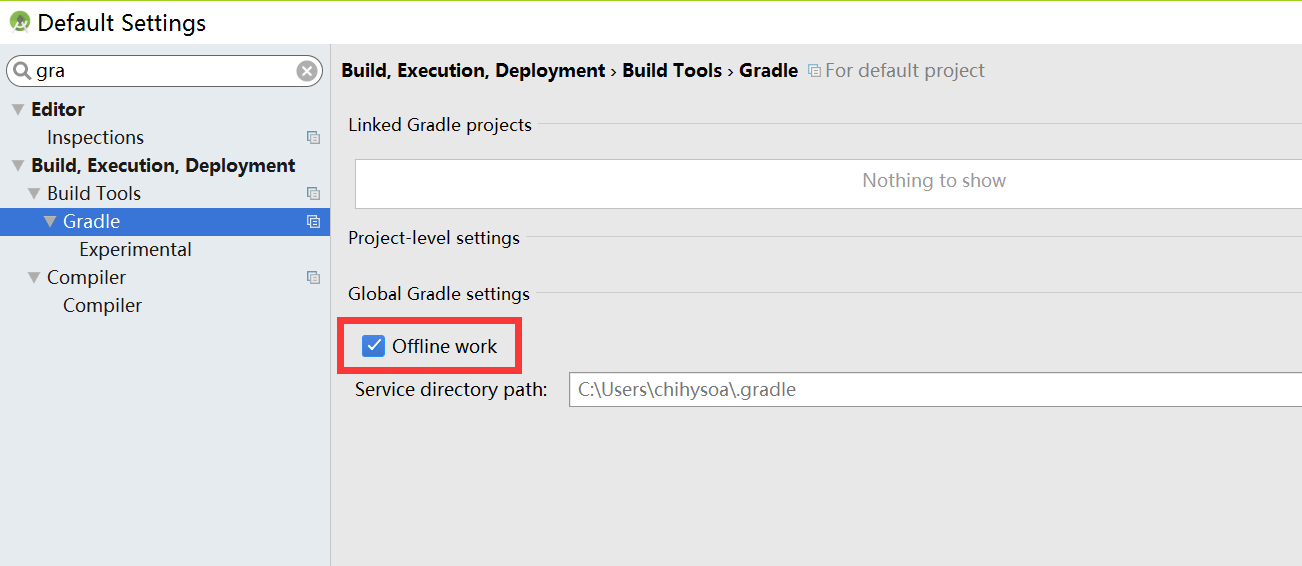 Default Settings
gra
Editor
Inspections
Build, Execution, Deployment
Build Tools
Gradle
Experimental
Compiler
Compiler
Build, Execution, Deployment › Build Tools › Gradle For default project
Linked Gradle projects
Nothing to show
Project-level settings
Global Gradle settings
Offline work
Service directory path: C:\Users\chihysoa\.gradle